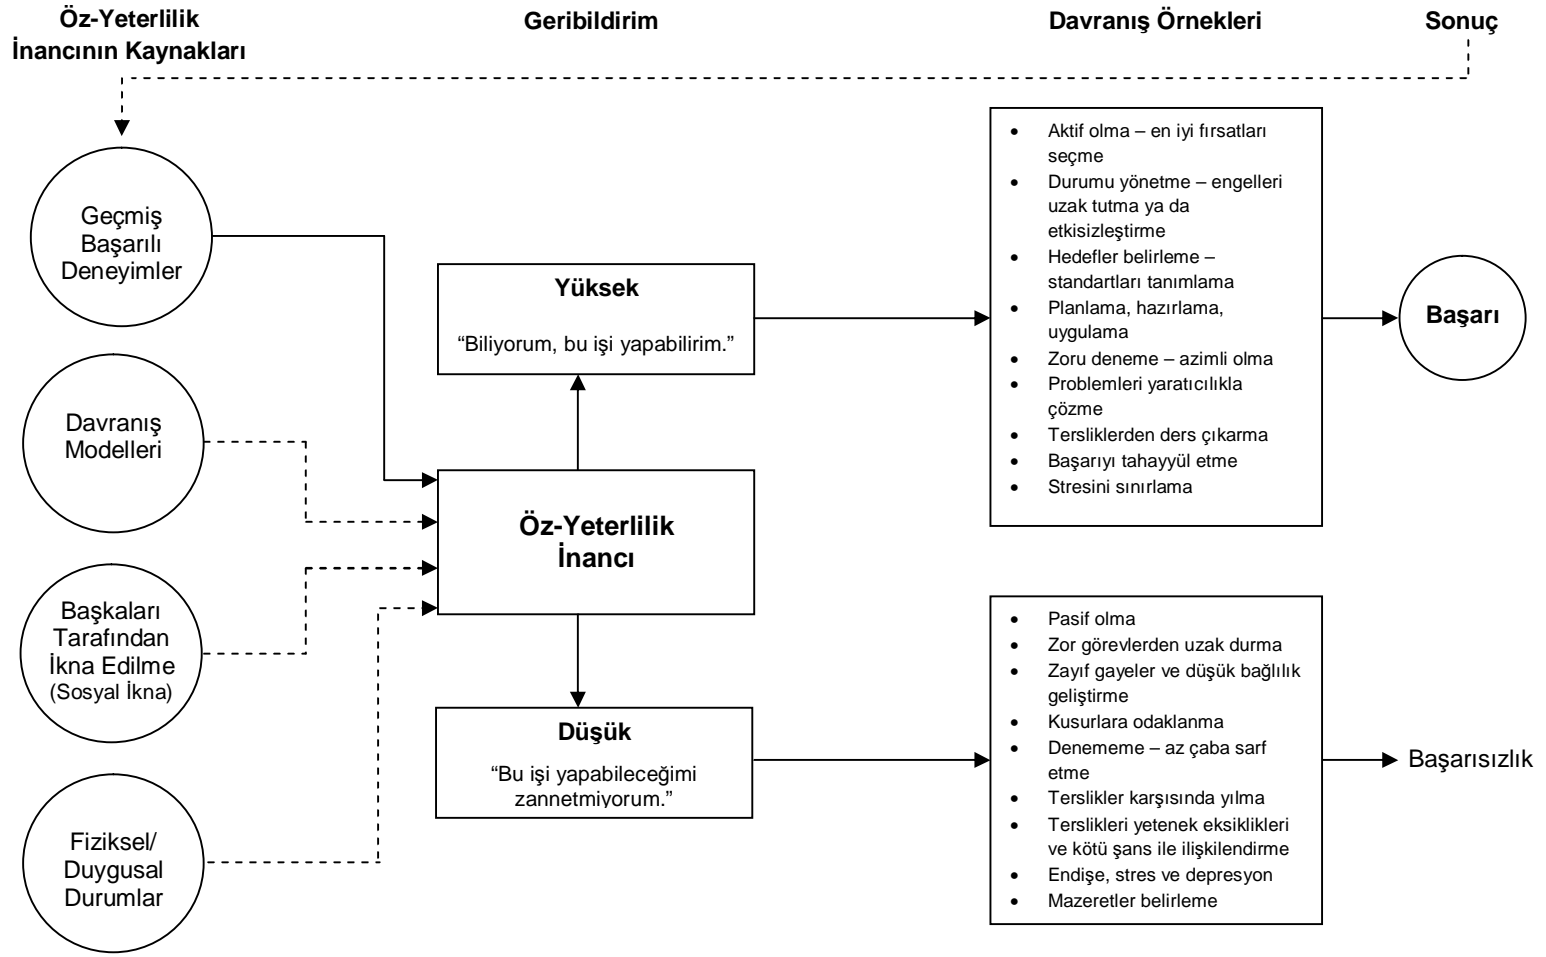 Öz-Yeterlilik
İnancının Kaynakları
Geribildirim
Davranış Örnekleri
Sonuç
Geçmiş
Başarılı
Deneyimler
Davranış
Modelleri
Başkaları
Tarafından
İkna Edilme
(Sosyal İkna)
Fiziksel/
Duygusal
Durumlar
Yüksek
“Biliyorum, bu işi yapabilirim.”
Öz-Yeterlilik
İnancı
Düşük
“Bu işi yapabileceğimi
zannetmiyorum.”
• Aktif olma – en iyi fırsatları
seçme
• Durumu yönetme – engelleri
uzak tutma ya da
etkisizleştirme
• Hedefler belirleme –
standartları tanımlama
• Planlama, hazırlama,
uygulama
• Zoru deneme – azimli olma
• Problemleri yaratıcılıkla
çözme
• Tersliklerden ders çıkarma
• Başarıyı tahayyül etme
• Stresini sınırlama
• Pasif olma
• Zor görevlerden uzak durma
• Zayıf gayeler ve düşük bağlılık
geliştirme
• Kusurlara odaklanma
• Denememe – az çaba sarf
etme
• Terslikler karşısında yılma
• Terslikleri yetenek eksiklikleri
ve kötü şans ile ilişkilendirme
• Endişe, stres ve depresyon
• Mazeretler belirleme
Başarı
Başarısızlık